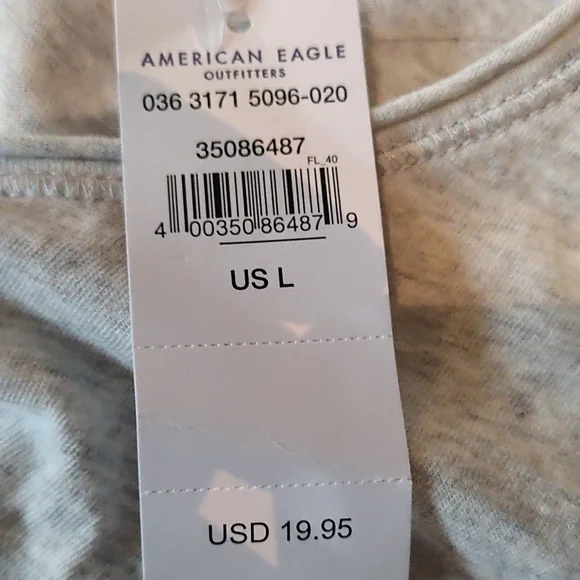 AMERICAN EAGLE
OUTFITTERS
036 3171 5096-020
35086487
FL_40
4 00350 86487 9
US L
USD 19.95